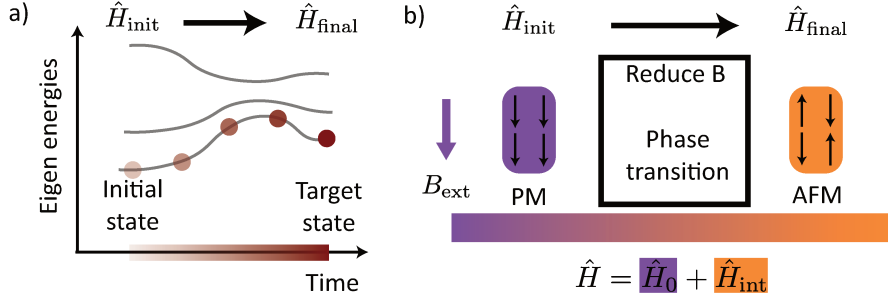 a)
Ĥ_init → Ĥ_final
Eigen energies
Initial
state
Target
state
Time
b)
Ĥ_init → Ĥ_final
Reduce B
Phase
transition
B_ext
PM
AFM
Ĥ = Ĥ_0 + Ĥ_int